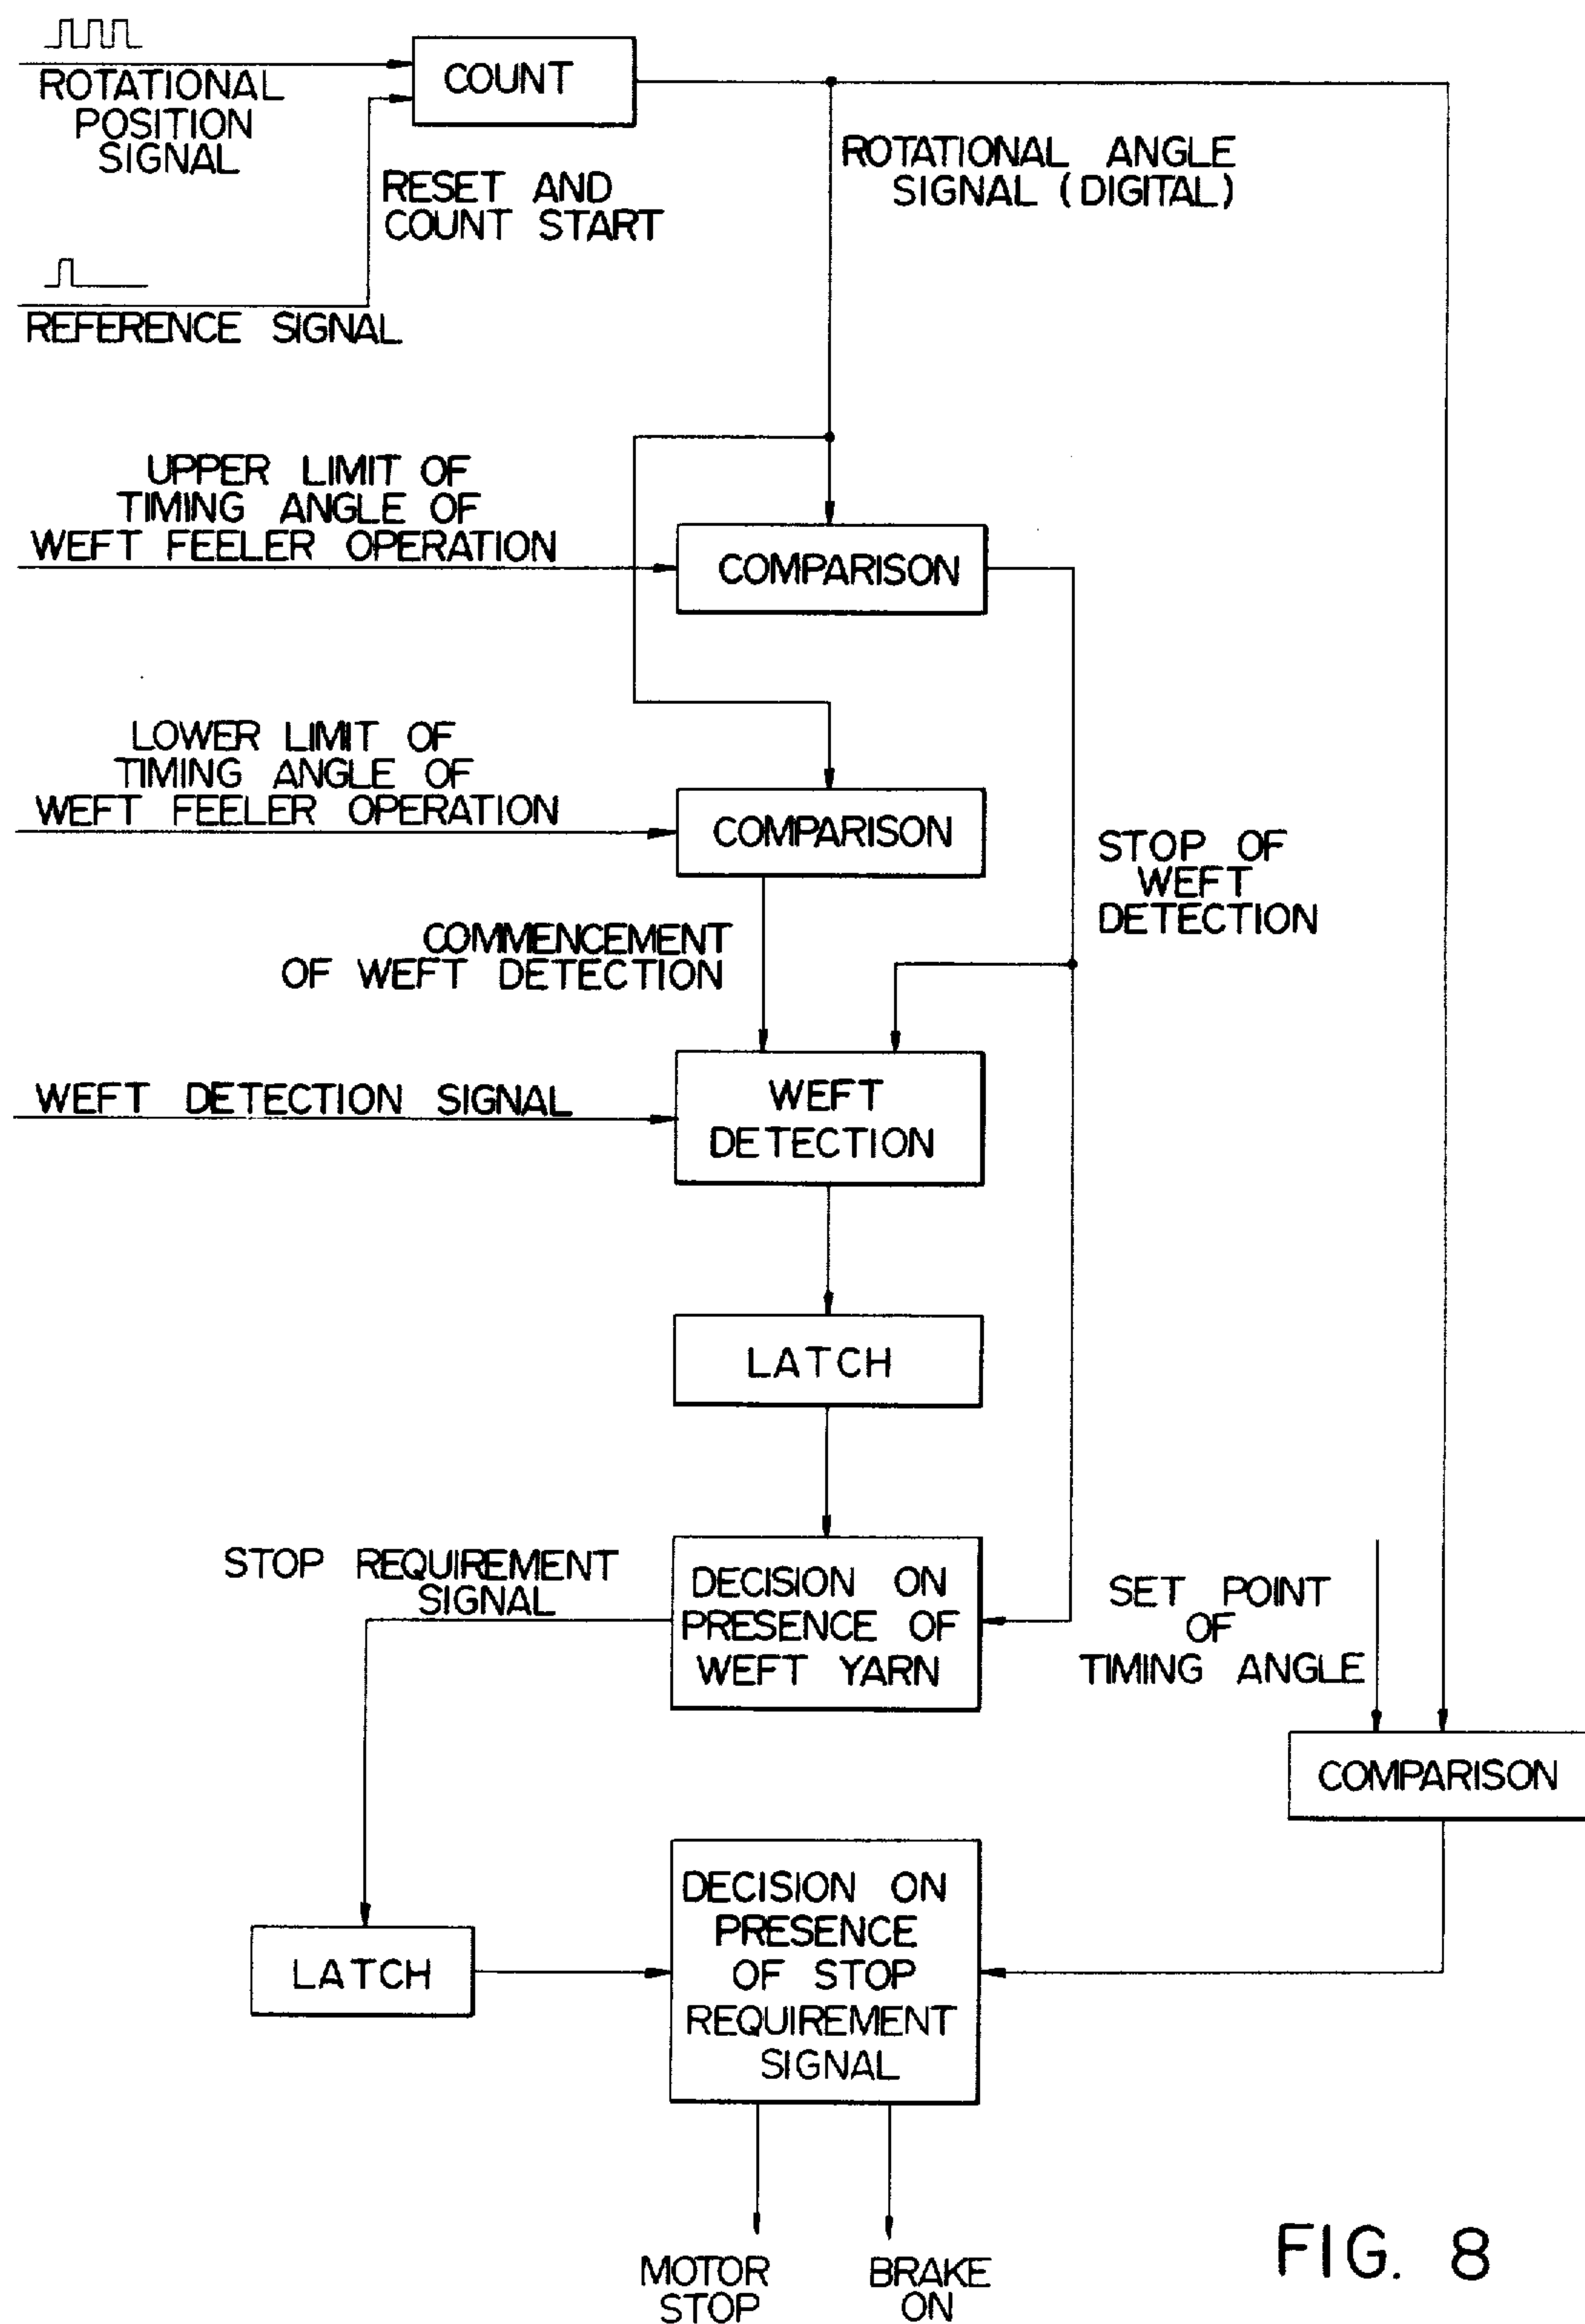 COUNT
ROTATIONAL
POSITION
SIGNAL
RESET AND
COUNT START
ROTATIONAL ANGLE
SIGNAL (DIGITAL)
REFERENCE SIGNAL
UPPER LIMIT OF
TIMING ANGLE OF
WEFT FEELER OPERATION
COMPARISON
LOWER LIMIT OF
TIMING ANGLE OF
WEFT FEELER OPERATION
COMPARISON
STOP OF
WEFT
DETECTION
COMMENCEMENT
OF WEFT DETECTION
WEFT DETECTION SIGNAL
WEFT
DETECTION
LATCH
STOP REQUIREMENT
SIGNAL
DECISION ON
PRESENCE OF
WEFT YARN
SET POINT
OF
TIMING ANGLE
COMPARISON
LATCH
DECISION ON
PRESENCE
OF STOP
REQUIREMENT
SIGNAL
MOTOR
STOP
BRAKE
ON
FIG. 8